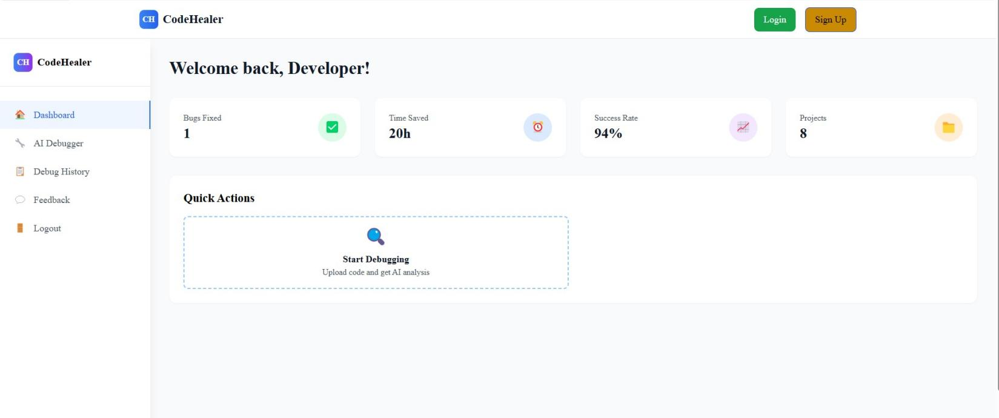 CH CodeHealer
Login
Sign Up
CH CodeHealer
Dashboard
AI Debugger
Debug History
Feedback
Logout
Welcome back, Developer!
Bugs Fixed
1
Time Saved
20h
Success Rate
94%
Projects
8
Quick Actions
Start Debugging
Upload code and get AI analysis